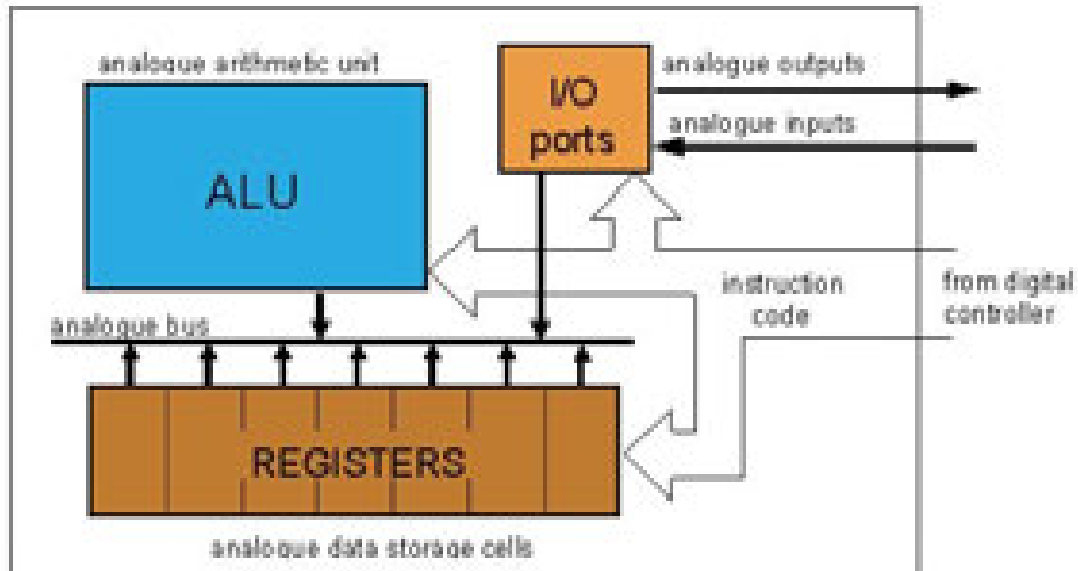 analogue arithmetic unit
ALU
I/O
ports
analogue outputs
analogue inputs
instruction
code
from digital
controller
analogue bus
REGISTERS
analogue data storage cells